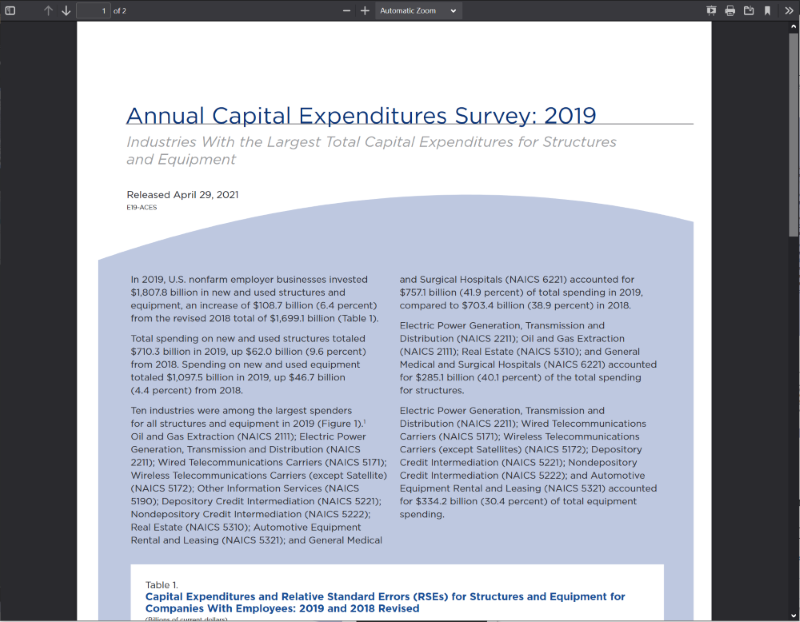 1 of 2
Automatic Zoom
Annual Capital Expenditures Survey: 2019
Industries With the Largest Total Capital Expenditures for Structures
and Equipment
Released April 29, 2021
E19-ACES
In 2019, U.S. nonfarm employer businesses invested
$1,807.8 billion in new and used structures and
equipment, an increase of $108.7 billion (6.4 percent)
from the revised 2018 total of $1,699.1 billion (Table 1).
Total spending on new and used structures totaled
$710.3 billion in 2019, up $62.0 billion (9.6 percent)
from 2018. Spending on new and used equipment
totaled $1,097.5 billion in 2019, up $46.7 billion
(4.4 percent) from 2018.
Ten industries were among the largest spenders
for all structures and equipment in 2019 (Figure 1).¹
Oil and Gas Extraction (NAICS 2111); Electric Power
Generation, Transmission and Distribution (NAICS
2211); Wired Telecommunications Carriers (NAICS 5171);
Wireless Telecommunications Carriers (except Satellite)
(NAICS 5172); Other Information Services (NAICS
5190); Depository Credit Intermediation (NAICS 5221);
Nondepository Credit Intermediation (NAICS 5222);
Real Estate (NAICS 5310); Automotive Equipment
Rental and Leasing (NAICS 5321); and General Medical
and Surgical Hospitals (NAICS 6221) accounted for
$757.1 billion (41.9 percent) of total spending in 2019,
compared to $703.4 billion (38.9 percent) in 2018.
Electric Power Generation, Transmission and
Distribution (NAICS 2211); Oil and Gas Extraction
(NAICS 2111); Real Estate (NAICS 5310); and General
Medical and Surgical Hospitals (NAICS 6221) accounted
for $285.1 billion (40.1 percent) of the total spending
for structures.
Electric Power Generation, Transmission and
Distribution (NAICS 2211); Wired Telecommunications
Carriers (NAICS 5171); Wireless Telecommunications
Carriers (except Satellites) (NAICS 5172); Depository
Credit Intermediation (NAICS 5221); Nondepository
Credit Intermediation (NAICS 5222); and Automotive
Equipment Rental and Leasing (NAICS 5321) accounted
for $334.2 billion (30.4 percent) of total equipment
spending.
Table 1.
Capital Expenditures and Relative Standard Errors (RSEs) for Structures and Equipment for
Companies With Employees: 2019 and 2018 Revised
(Billions of current dollars)